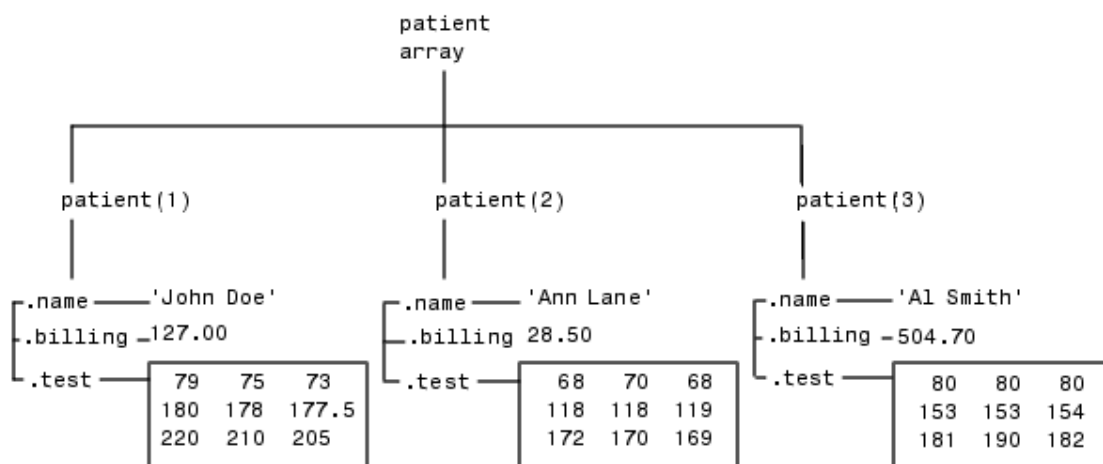 patient
array
patient(1)
patient(2)
patient(3)
.name 'John Doe'
.billing 127.00
.test
79 75 73
180 178 177.5
220 210 205
.name 'Ann Lane'
.billing 28.50
.test
68 70 68
118 118 119
172 170 169
.name 'Al Smith'
.billing 504.70
.test
80 80 80
153 153 154
181 190 182